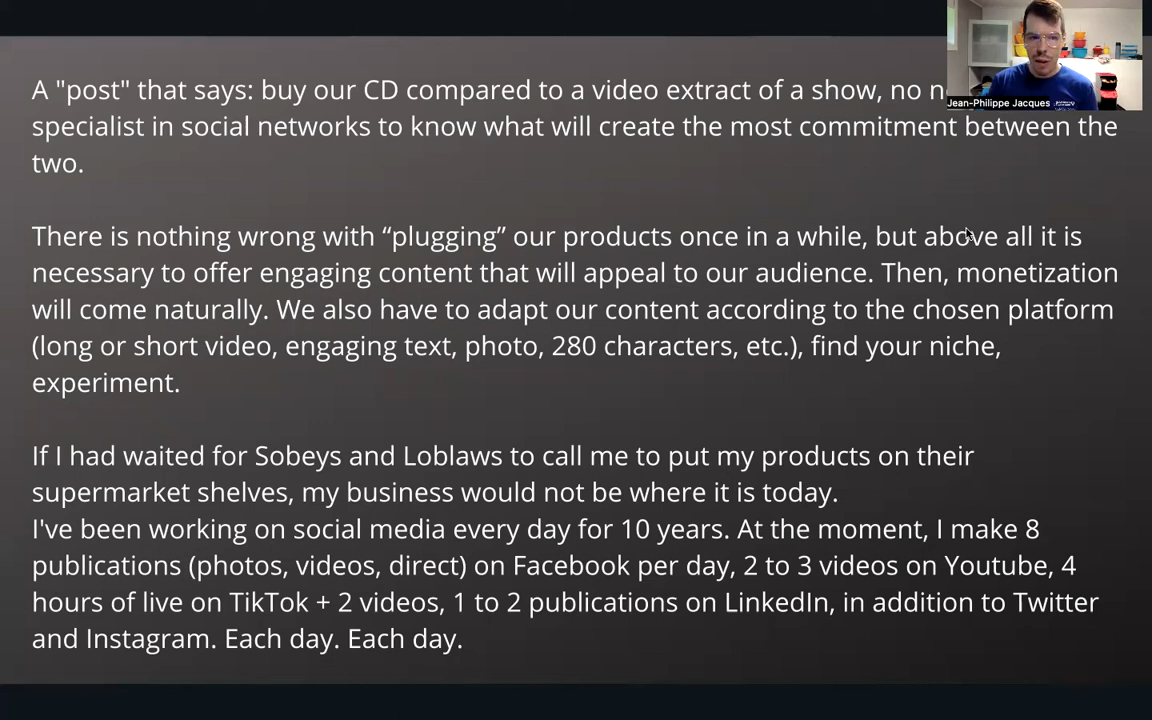 A "post" that says: buy our CD compared to a video extract of a show, no
Jean-Philippe Jacques
specialist in social networks to know what will create the most commitment between the
two.
There is nothing wrong with “plugging” our products once in a while, but above all it is
necessary to offer engaging content that will appeal to our audience. Then, monetization
will come naturally. We also have to adapt our content according to the chosen platform
(long or short video, engaging text, photo, 280 characters, etc.), find your niche,
experiment.
If I had waited for Sobeys and Loblaws to call me to put my products on their
supermarket shelves, my business would not be where it is today.
I've been working on social media every day for 10 years. At the moment, I make 8
publications (photos, videos, direct) on Facebook per day, 2 to 3 videos on Youtube, 4
hours of live on TikTok + 2 videos, 1 to 2 publications on LinkedIn, in addition to Twitter
and Instagram. Each day. Each day.